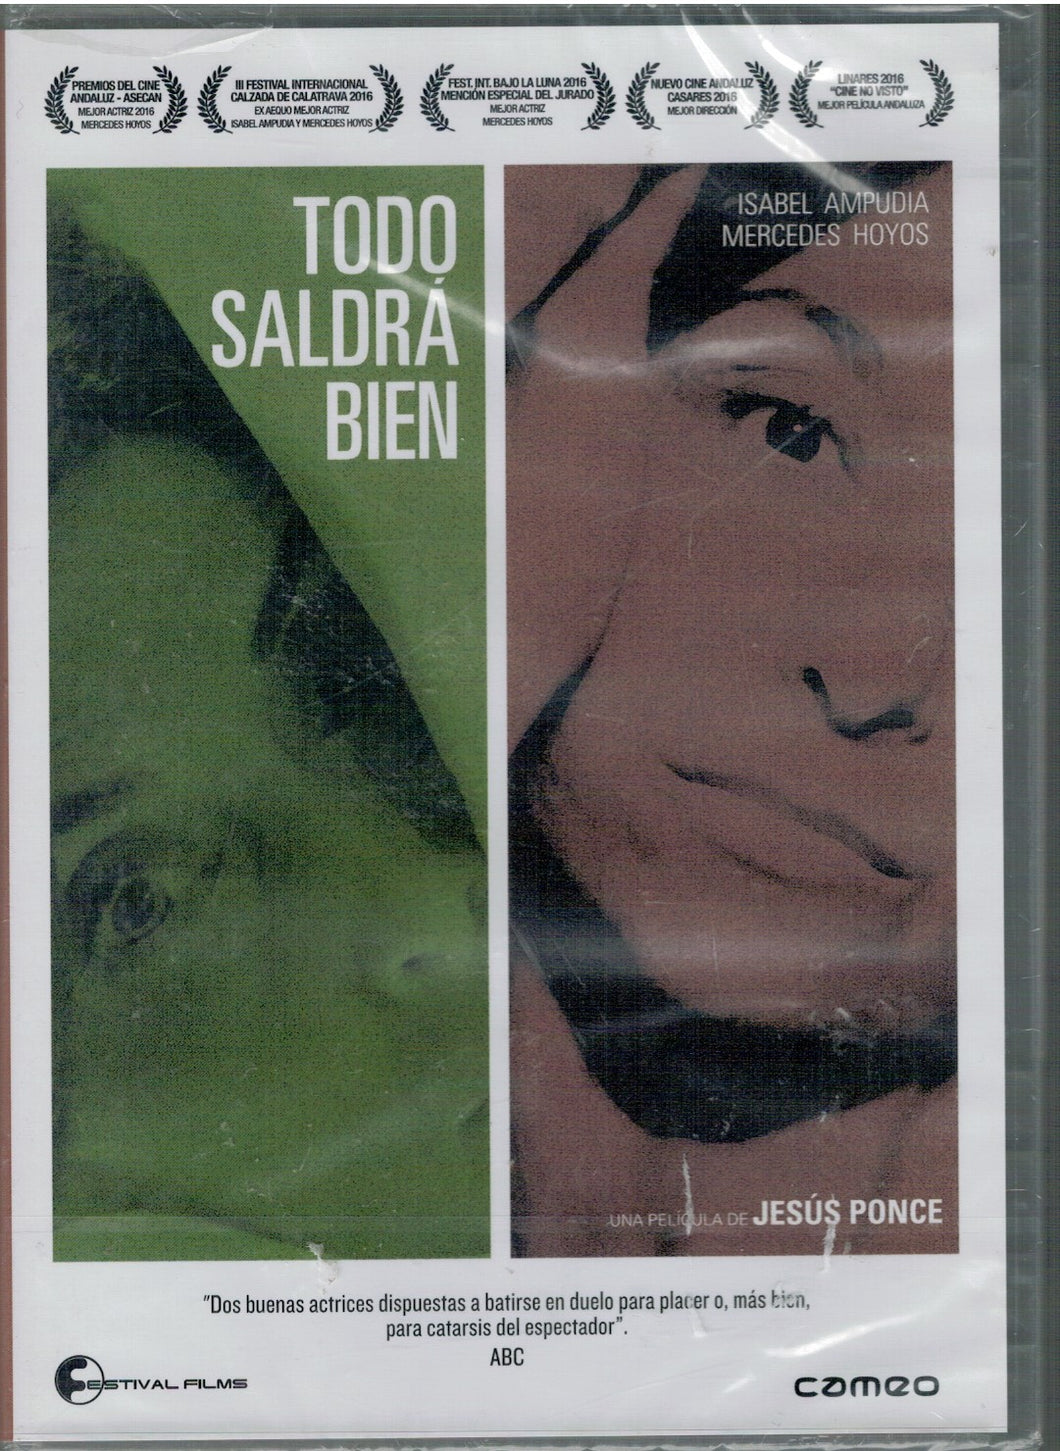 PREMIOS DEL CINE
ANDALUZ - ASECAN
MEJOR ACTRIZ 2016
MERCEDES HOYOS
III FESTIVAL INTERNACIONAL
CALZADA DE CALATRAVA 2016
EX AEQUO MEJOR ACTRIZ
ISABEL AMPUDIA Y MERCEDES HOYOS
FEST. INT. BAJO LA LUNA 2016
MENCIÓN ESPECIAL DEL JURADO
MEJOR ACTRIZ
MERCEDES HOYOS
NUEVO CINE ANDALUZ
CASARES 2016
MEJOR DIRECCIÓN
LINARES 2016
"CINE NO VISTO"
MEJOR PELÍCULA ANDALUZA
TODO
SALDRÁ
BIEN
ISABEL AMPUDIA
MERCEDES HOYOS
UNA PELÍCULA DE JESÚS PONCE
"Dos buenas actrices dispuestas a batirse en duelo para placer o, más bien,
para catarsis del espectador".
ABC
FESTIVAL FILMS
cameo